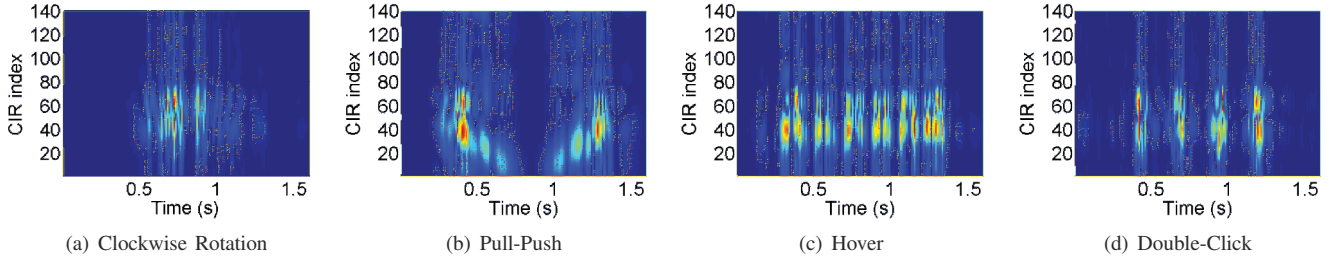 140
120
100
80
60
40
20
CIR index
0.5 1 1.5
Time (s)
(a) Clockwise Rotation
140
120
100
80
60
40
20
CIR index
0.5 1 1.5
Time (s)
(b) Pull-Push
140
120
100
80
60
40
20
CIR index
0.5 1 1.5
Time (s)
(c) Hover
140
120
100
80
60
40
20
CIR index
0.5 1 1.5
Time (s)
(d) Double-Click